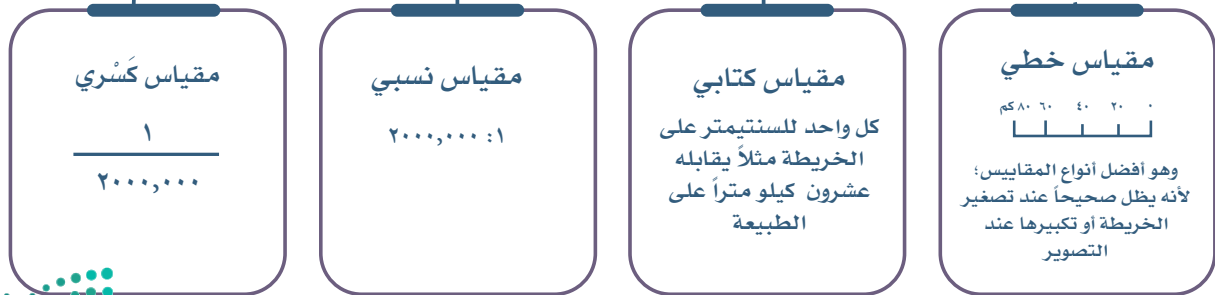 مقياس خطي
٠ ٢٠ ٤٠ ٦٠ ٨٠ كم
وهو أفضل أنواع المقاييس؛
لأنه يظل صحيحاً عند تصغير
الخريطة أو تكبيرها عند
التصوير
مقياس كتابي
كل واحد للسنتيمتر على
الخريطة مثلاً يقابله
عشرون كيلو متراً على
الطبيعة
مقياس نسبي
١: ٢٠٠٠,٠٠٠
مقياس كَسْري
١
٢٠٠٠,٠٠٠